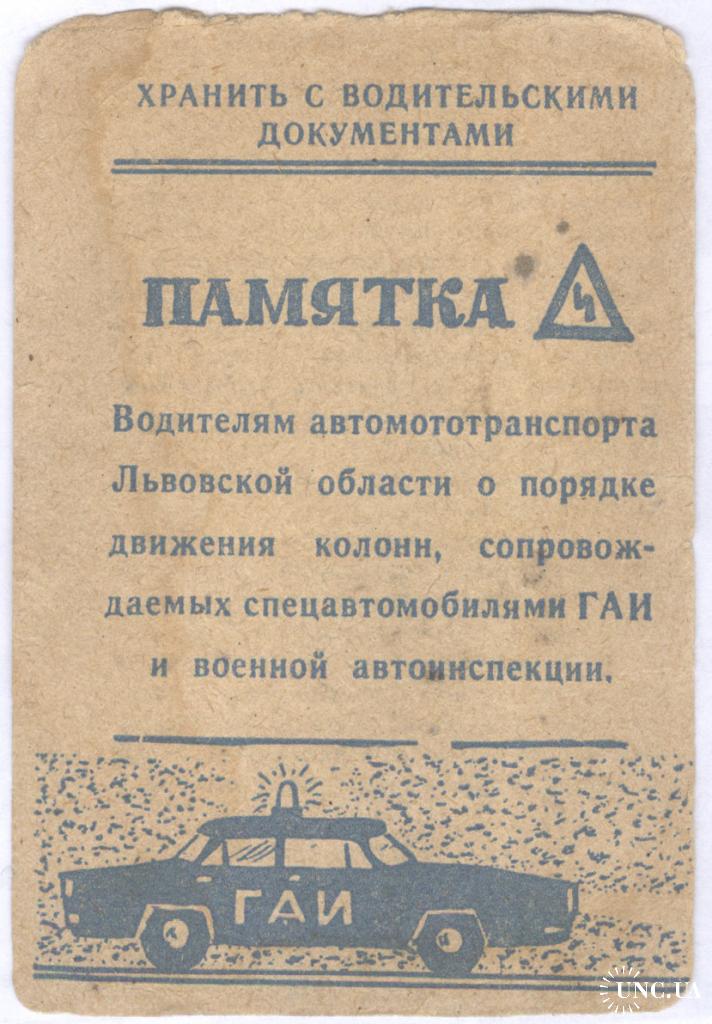 ХРАНИТЬ С ВОДИТЕЛЬСКИМИ
ДОКУМЕНТАМИ
ПАМЯТКА
Водителям автомототранспорта
Львовской области о порядке
движения колонн, сопровож-
даемых спецавтомобилями ГАИ
и военной автоинспекции.
ГАИ
UNC.UA